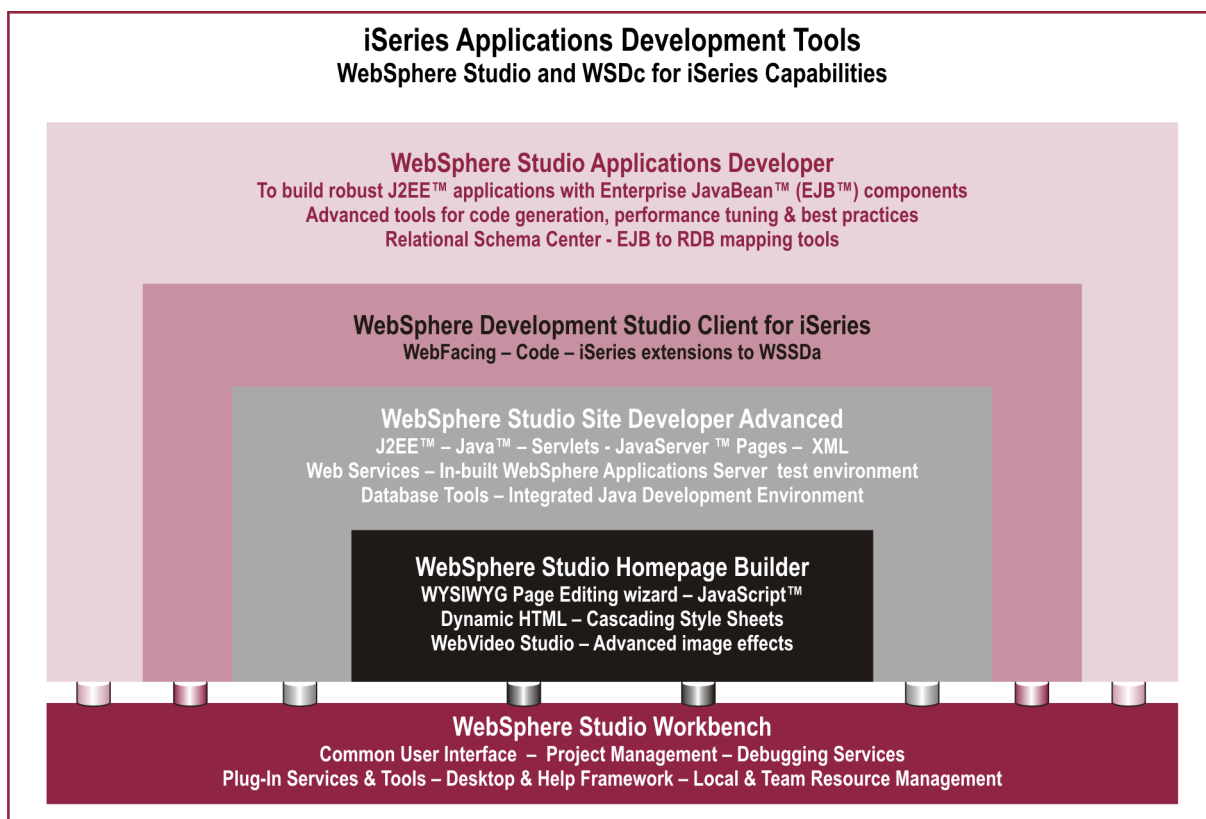 iSeries Applications Development Tools
WebSphere Studio and WSDc for iSeries Capabilities
WebSphere Studio Applications Developer
To build robust J2EE™ applications with Enterprise JavaBean™ (EJB™) components
Advanced tools for code generation, performance tuning & best practices
Relational Schema Center - EJB to RDB mapping tools
WebSphere Development Studio Client for iSeries
WebFacing – Code – iSeries extensions to WSSDa
WebSphere Studio Site Developer Advanced
J2EE™ – Java™ – Servlets - JavaServer ™ Pages – XML
Web Services – In-built WebSphere Applications Server test environment
Database Tools – Integrated Java Development Environment
WebSphere Studio Homepage Builder
WYSIWYG Page Editing wizard – JavaScript™
Dynamic HTML – Cascading Style Sheets
WebVideo Studio – Advanced image effects
WebSphere Studio Workbench
Common User Interface – Project Management – Debugging Services
Plug-In Services & Tools – Desktop & Help Framework – Local & Team Resource Management